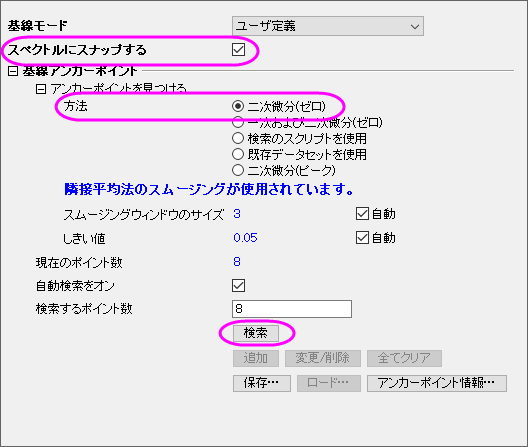 基線モード ユーザ定義
スペクトルにスナップする
基線アンカーポイント
アンカーポイントを見つける
方法 二次微分(ゼロ)
一次および二次微分(ゼロ)
検索のスクリプトを使用
既存データセットを使用
二次微分(ピーク)
隣接平均法のスムージングが使用されています。
スムージングウィンドウのサイズ 3 自動
しきい値 0.05 自動
現在のポイント数 8
自動検索をオン
検索するポイント数 8
検索
追加 変更/削除 全てクリア
保存… ロード… アンカーポイント情報…